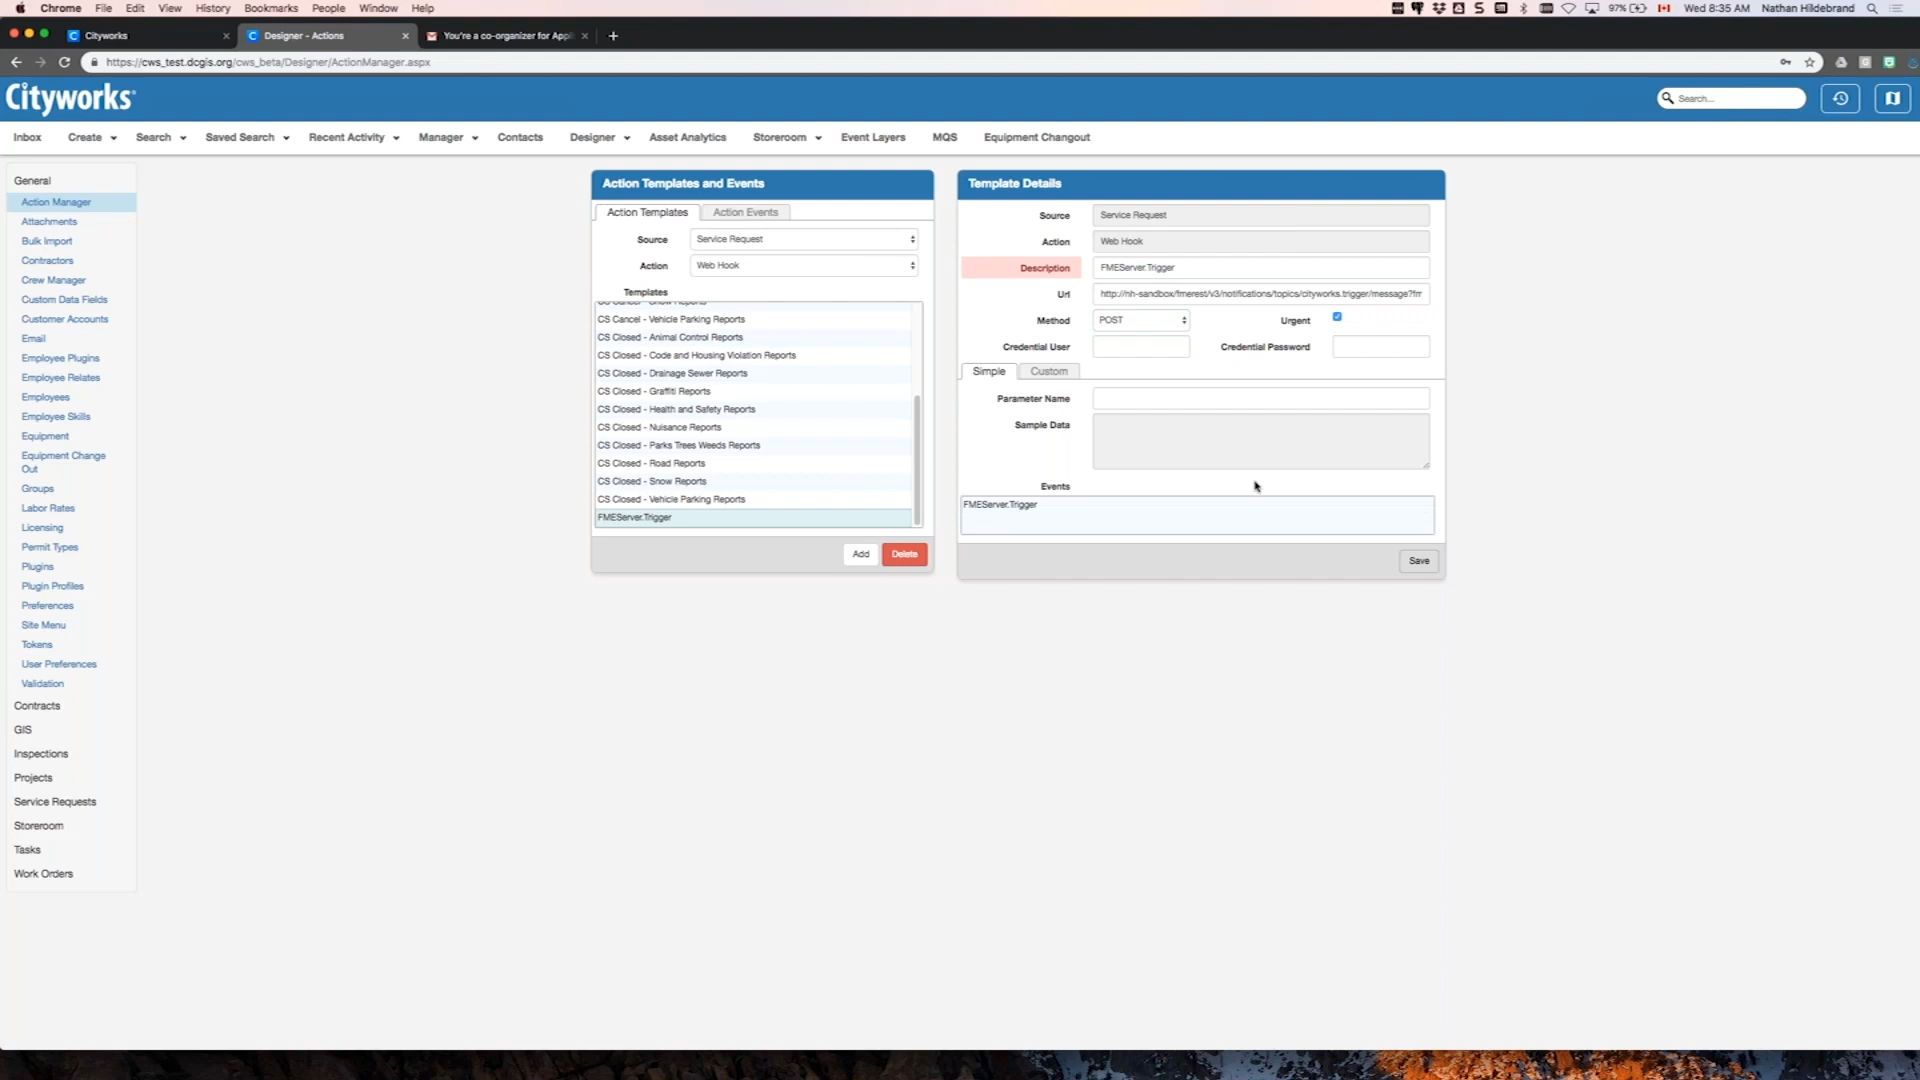 Chrome File Edit View History Bookmarks People Window Help 97% Wed 8:35 AM Nathan Hildebrand
Cityworks Designer - Actions You're a co-organizer for Appli
https://cws_test.dcgis.org/cws_beta/Designer/ActionManager.aspx
Cityworks Search...
Inbox Create Search Saved Search Recent Activity Manager Contacts Designer Asset Analytics Storeroom Event Layers MQS Equipment Changout
General
Action Manager
Attachments
Bulk Import
Contractors
Crew Manager
Custom Data Fields
Customer Accounts
Email
Employee Plugins
Employee Relates
Employees
Employee Skills
Equipment
Equipment Change
Out
Groups
Labor Rates
Licensing
Permit Types
Plugins
Plugin Profiles
Preferences
Site Menu
Tokens
User Preferences
Validation
Contracts
GIS
Inspections
Projects
Service Requests
Storeroom
Tasks
Work Orders
Action Templates and Events
Action Templates Action Events
Source Service Request
Action Web Hook
Templates
CS Cancel - Snow Reports
CS Cancel - Vehicle Parking Reports
CS Closed - Animal Control Reports
CS Closed - Code and Housing Violation Reports
CS Closed - Drainage Sewer Reports
CS Closed - Graffiti Reports
CS Closed - Health and Safety Reports
CS Closed - Nuisance Reports
CS Closed - Parks Trees Weeds Reports
CS Closed - Road Reports
CS Closed - Snow Reports
CS Closed - Vehicle Parking Reports
FMEServer.Trigger
Add Delete
Template Details
Source Service Request
Action Web Hook
Description FMEServer.Trigger
Url http://nh-sandbox/fmerest/v3/notifications/topics/cityworks.trigger/message?fm
Method POST Urgent
Credential User Credential Password
Simple Custom
Parameter Name
Sample Data
Events
FMEServer.Trigger
Save